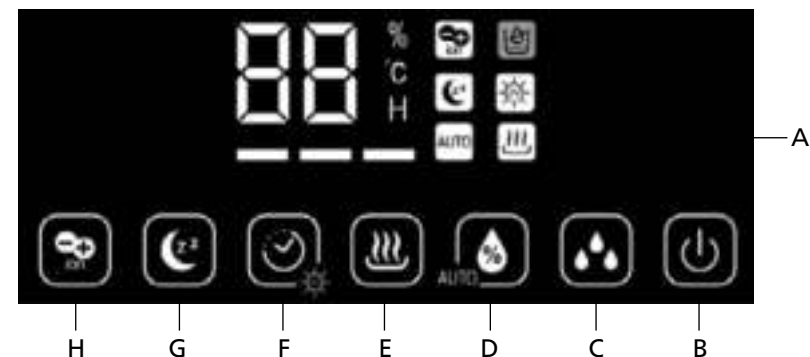 88 %
°C
H
ion
AUTO
A
ion
z z
AUTO %
H G F E D C B